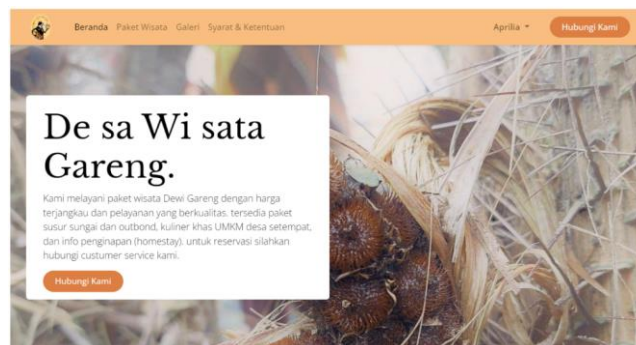 Beranda Paket Wisata Galeri Syarat & Ketentuan Aprilia Hubungi Kami
De sa Wi sata
Gareng.
Kami melayani paket wisata Dewi Gareng dengan harga
terjangkau dan pelayanan yang berkualitas. tersedia paket
susur sungai dan outbond, kuliner khas UMKM desa setempat,
dan info penginapan (homestay). untuk reservasi silahkan
hubungi custumer service kami.
Hubungi Kami